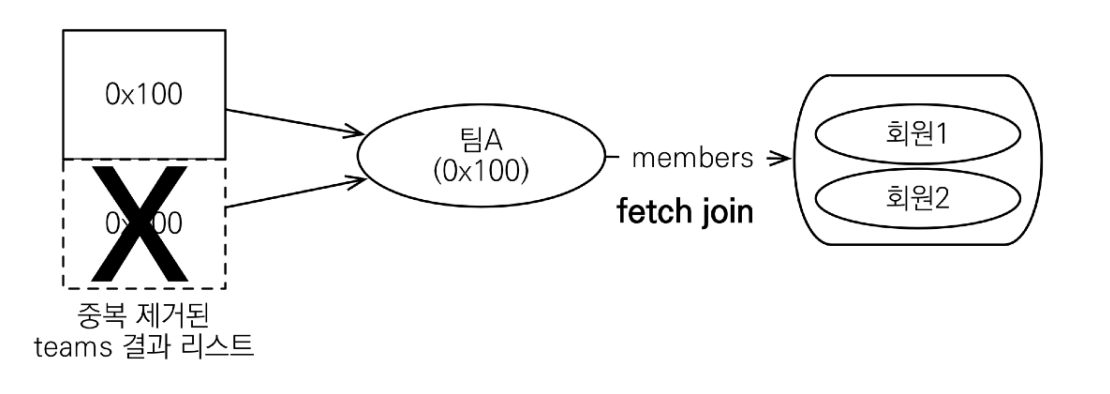 0x100
팀A
(0x100)
members
fetch join
회원1
회원2
중복 제거된
teams 결과 리스트